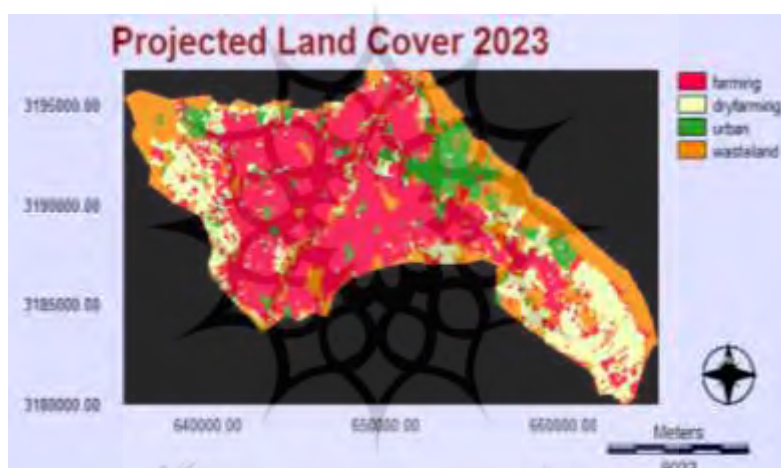 Projected Land Cover 2023
farming
dryfarming
urban
wasteland
3195000.00
3190000.00
3185000.00
3180000.00
640000.00
650000.00
660000.00
Meters